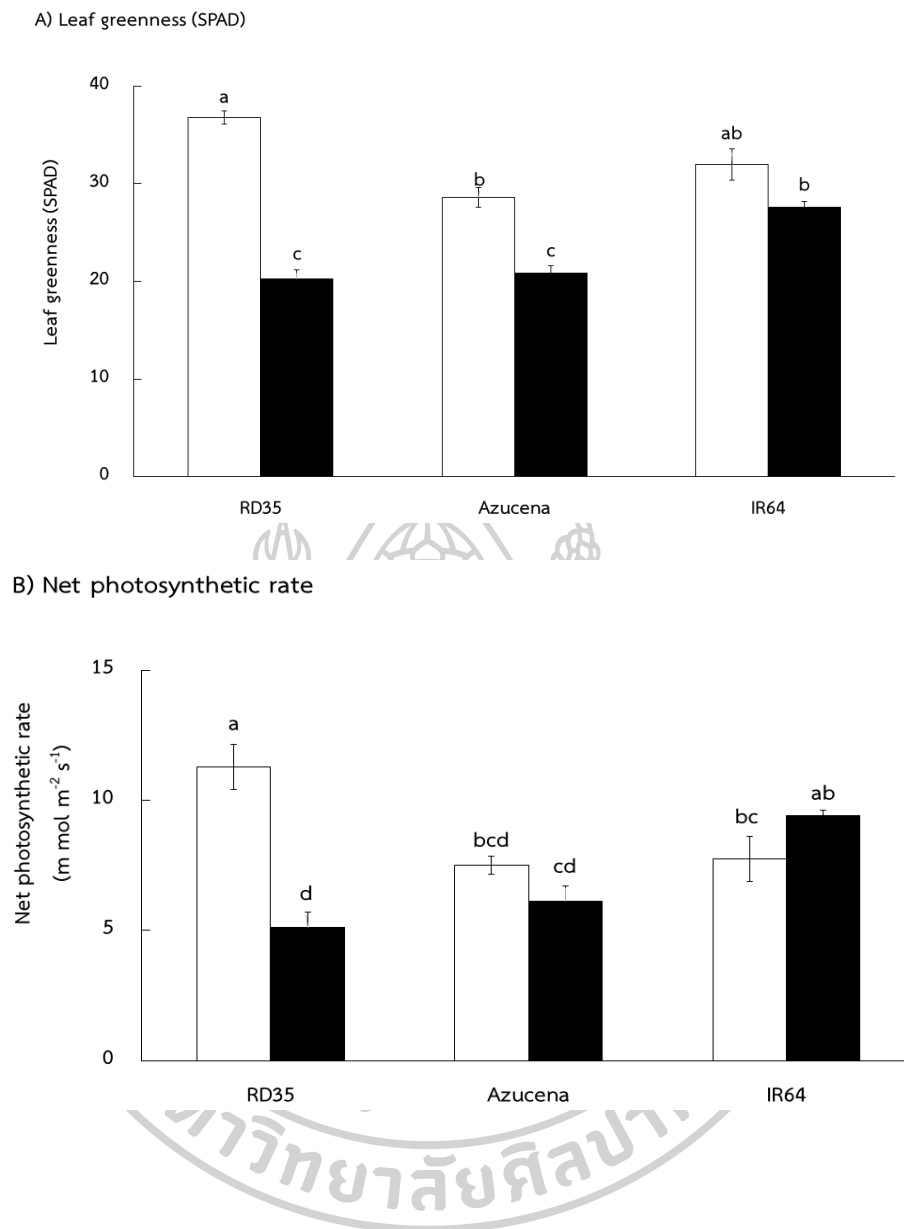 A) Leaf greenness (SPAD)
Leaf greenness (SPAD)
40
30
20
10
0
a
c
b
c
ab
b
RD35 Azucena IR64
B) Net photosynthetic rate
Net photosynthetic rate
(m mol m⁻² s⁻¹)
15
10
5
0
a
d
bcd
cd
bc
ab
RD35 Azucena IR64